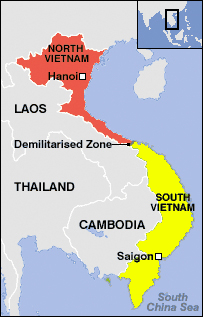 NORTH
VIETNAM
Hanoi
LAOS
Demilitarised Zone
THAILAND
SOUTH
VIETNAM
CAMBODIA
Saigon
South
China Sea